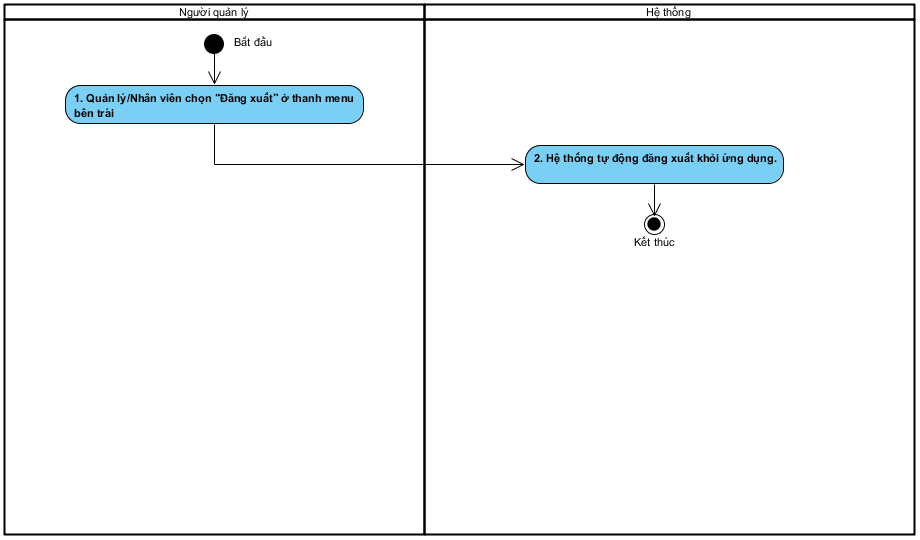 Người quản lý
Hệ thống
Bắt đầu
1. Quản lý/Nhân viên chọn "Đăng xuất" ở thanh menu
bên trái
2. Hệ thống tự động đăng xuất khỏi ứng dụng.
Kết thúc